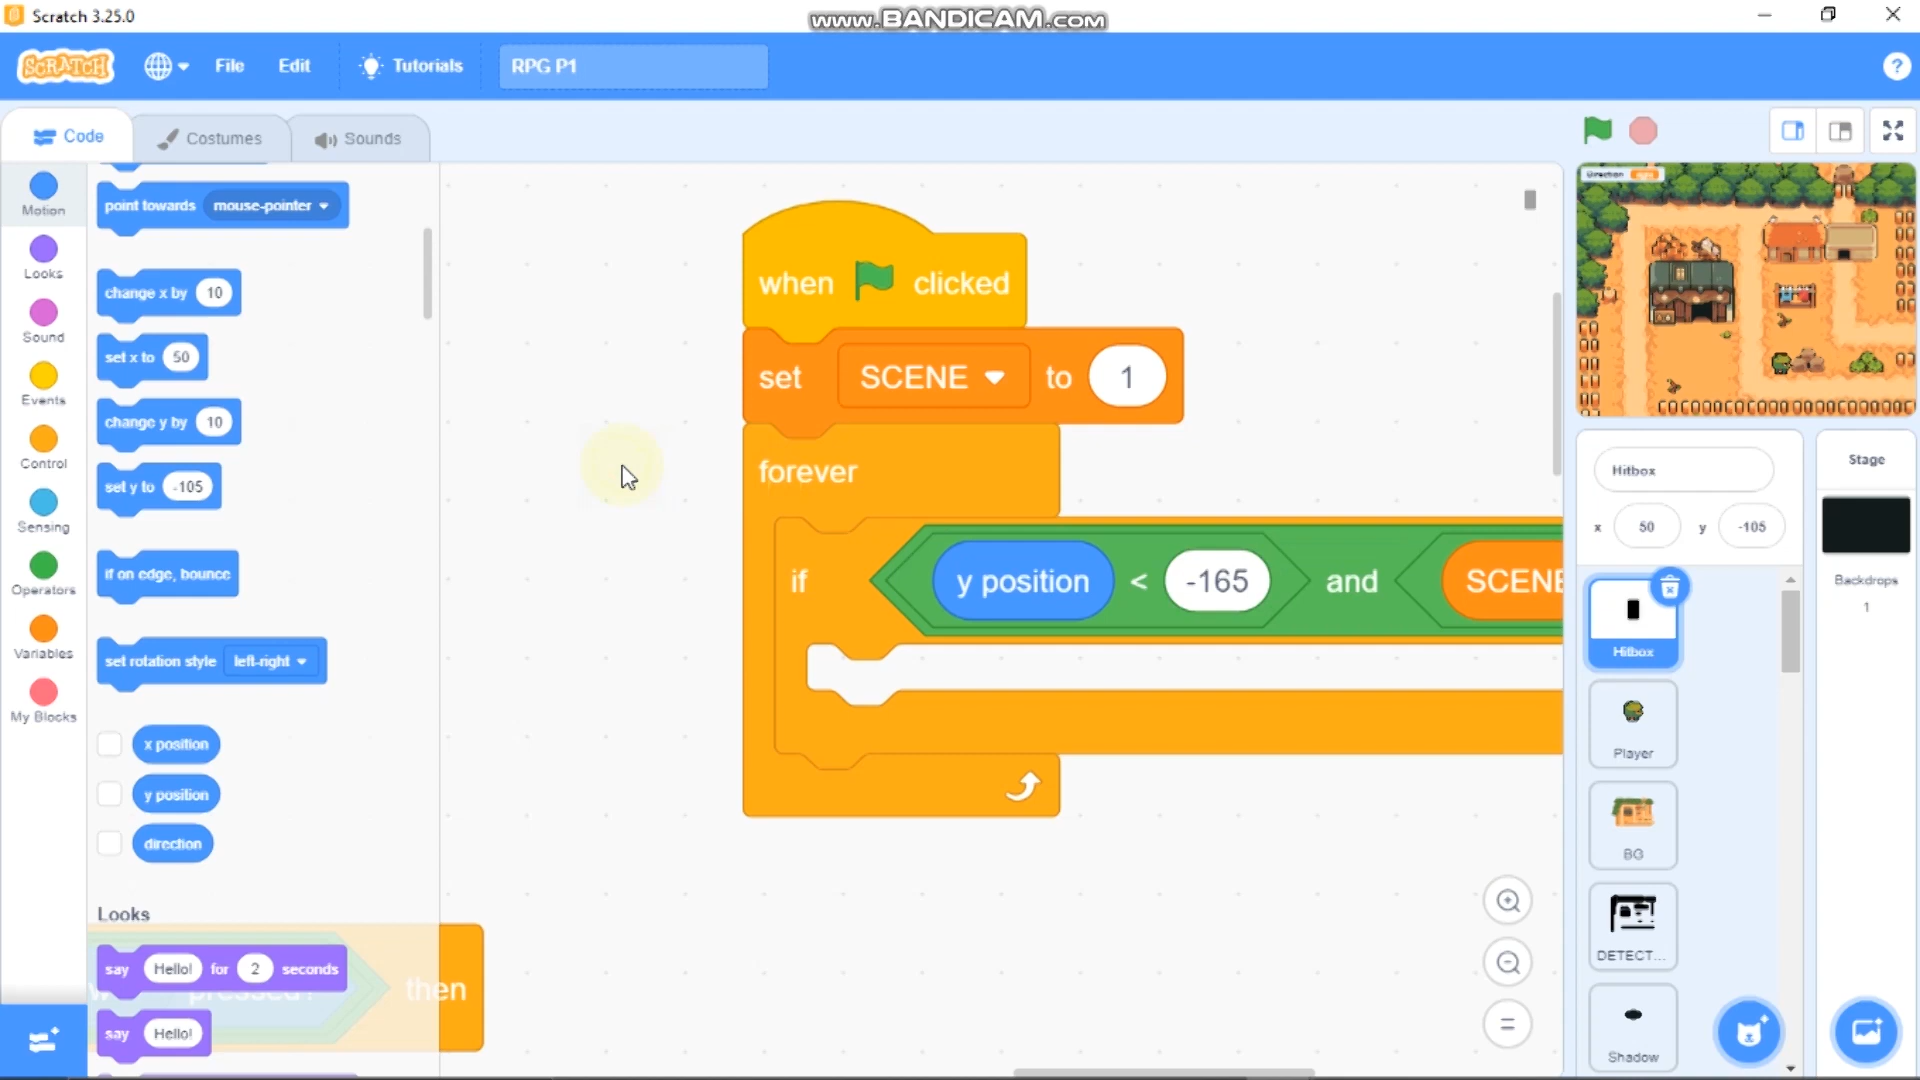 Scratch 3.25.0
www.BANDICAM.com
SCRATCH
File
Edit
Tutorials
RPG P1
?
Code
Costumes
Sounds
Motion
Looks
Sound
Events
Control
Sensing
Operators
Variables
My Blocks
point towards mouse-pointer
change x by 10
set x to 50
change y by 10
set y to -105
if on edge, bounce
set rotation style left-right
x position
y position
direction
Looks
say Hello! for 2 seconds
pressed? then
say Hello!
when clicked
set SCENE to 1
forever
if y position < -165 and SCENE
Direction
Hitbox
x 50 y -105
Hitbox
Player
BG
DETECT...
Shadow
Stage
Backdrops
1